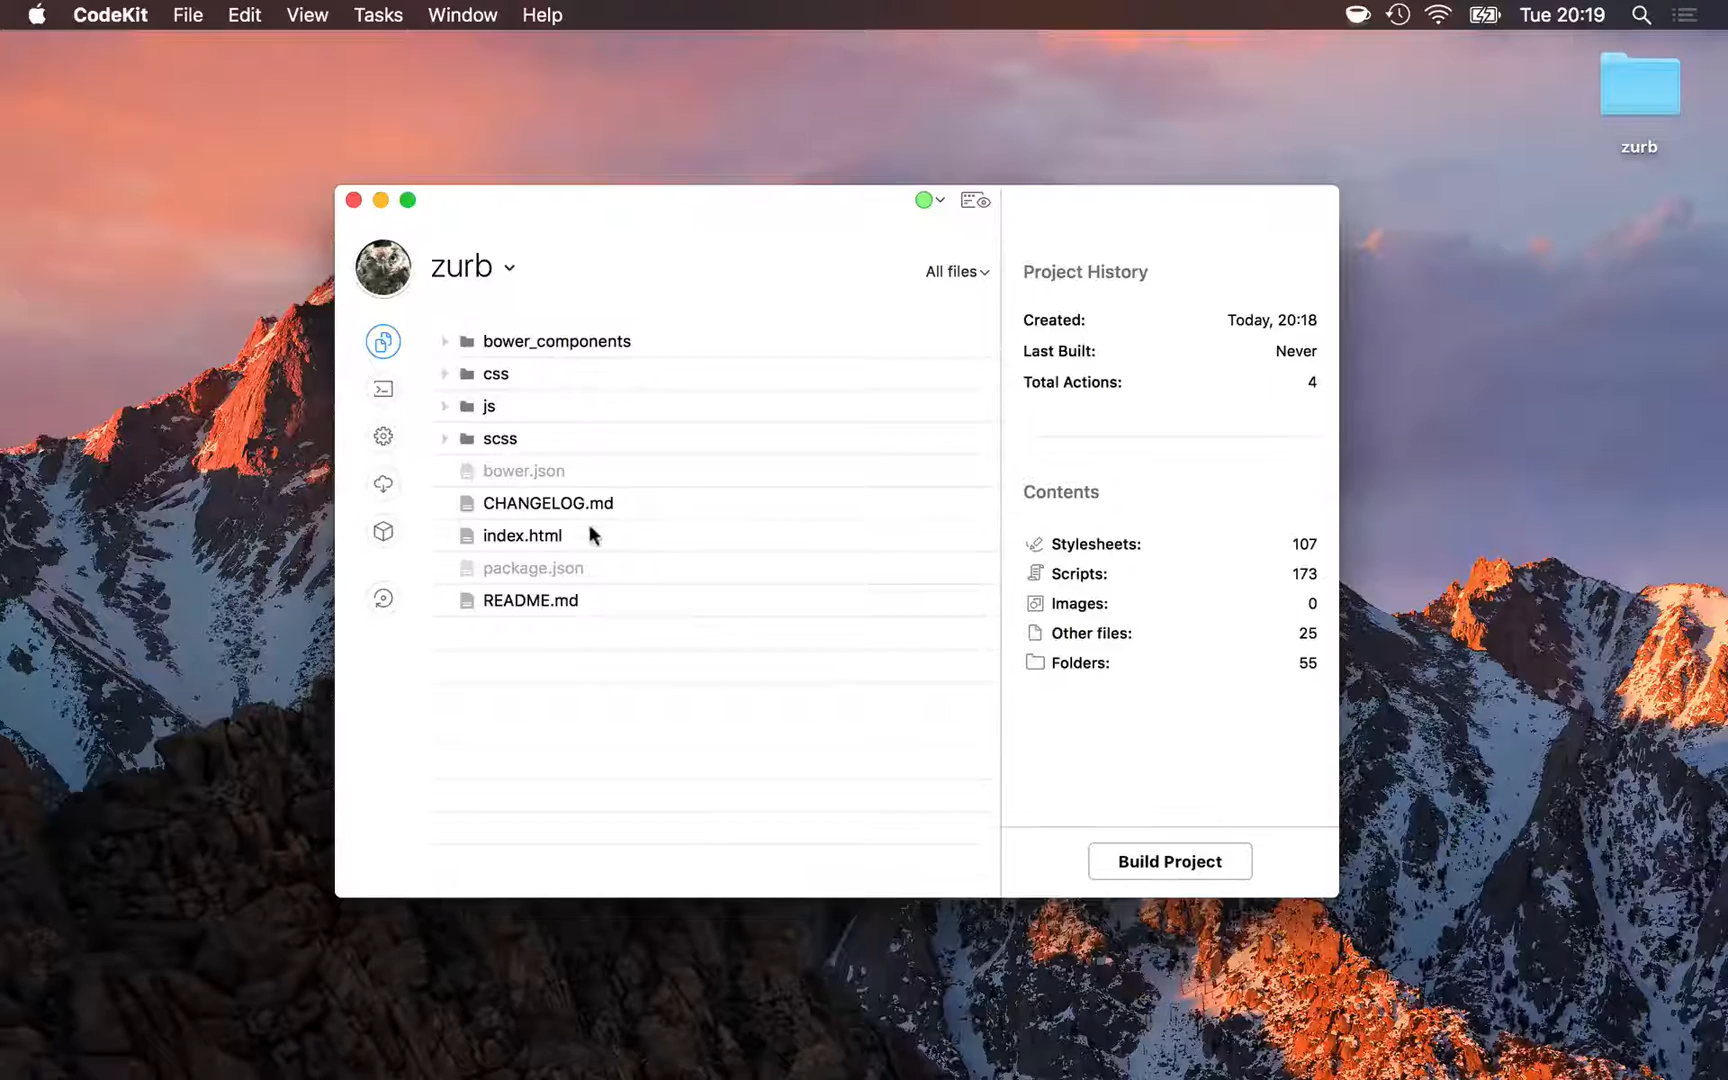 CodeKit File Edit View Tasks Window Help Tue 20:19
zurb
zurb
All files
bower_components
css
js
scss
bower.json
CHANGELOG.md
index.html
package.json
README.md
Project History
Created: Today, 20:18
Last Built: Never
Total Actions: 4
Contents
Stylesheets: 107
Scripts: 173
Images: 0
Other files: 25
Folders: 55
Build Project